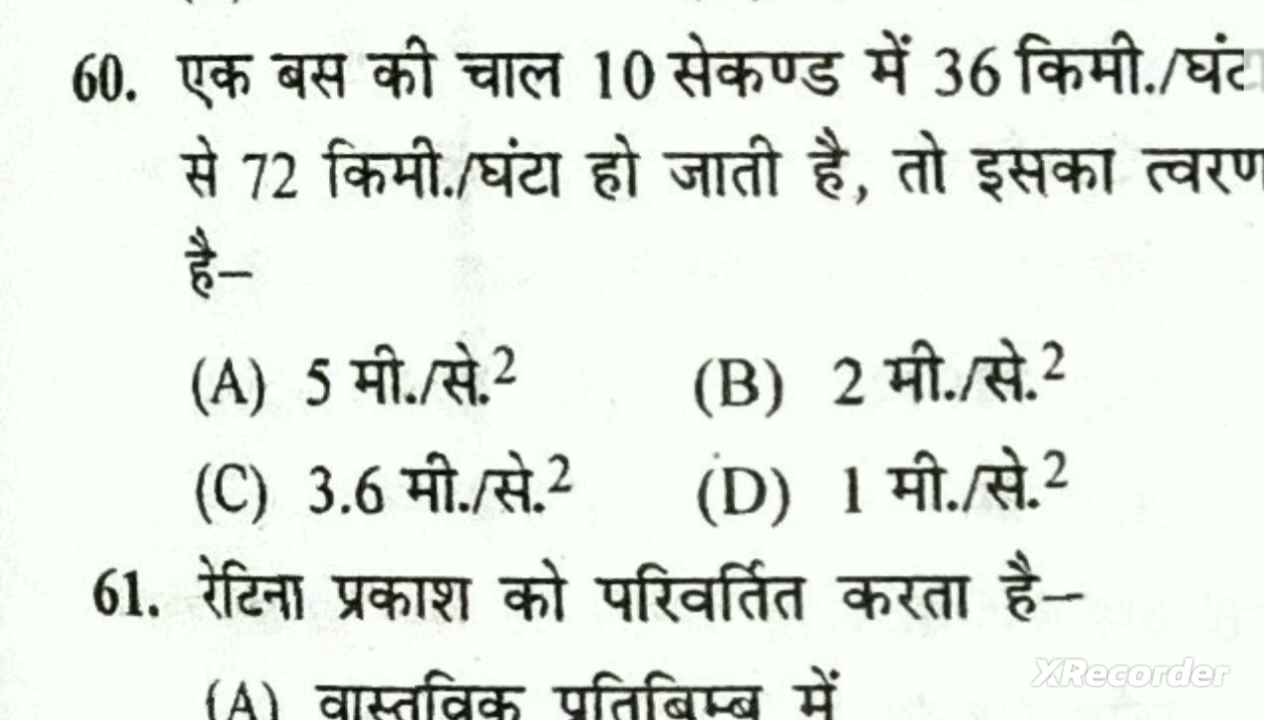 60. एक बस की चाल 10 सेकण्ड में 36 किमी./घंटा
से 72 किमी./घंटा हो जाती है, तो इसका त्वरण
है–
(A) 5 मी./से.² (B) 2 मी./से.²
(C) 3.6 मी./से.² (D) 1 मी./से.²
61. रेटिना प्रकाश को परिवर्तित करता है–
(A) वास्तविक प्रतिबिम्ब में
XRecorder